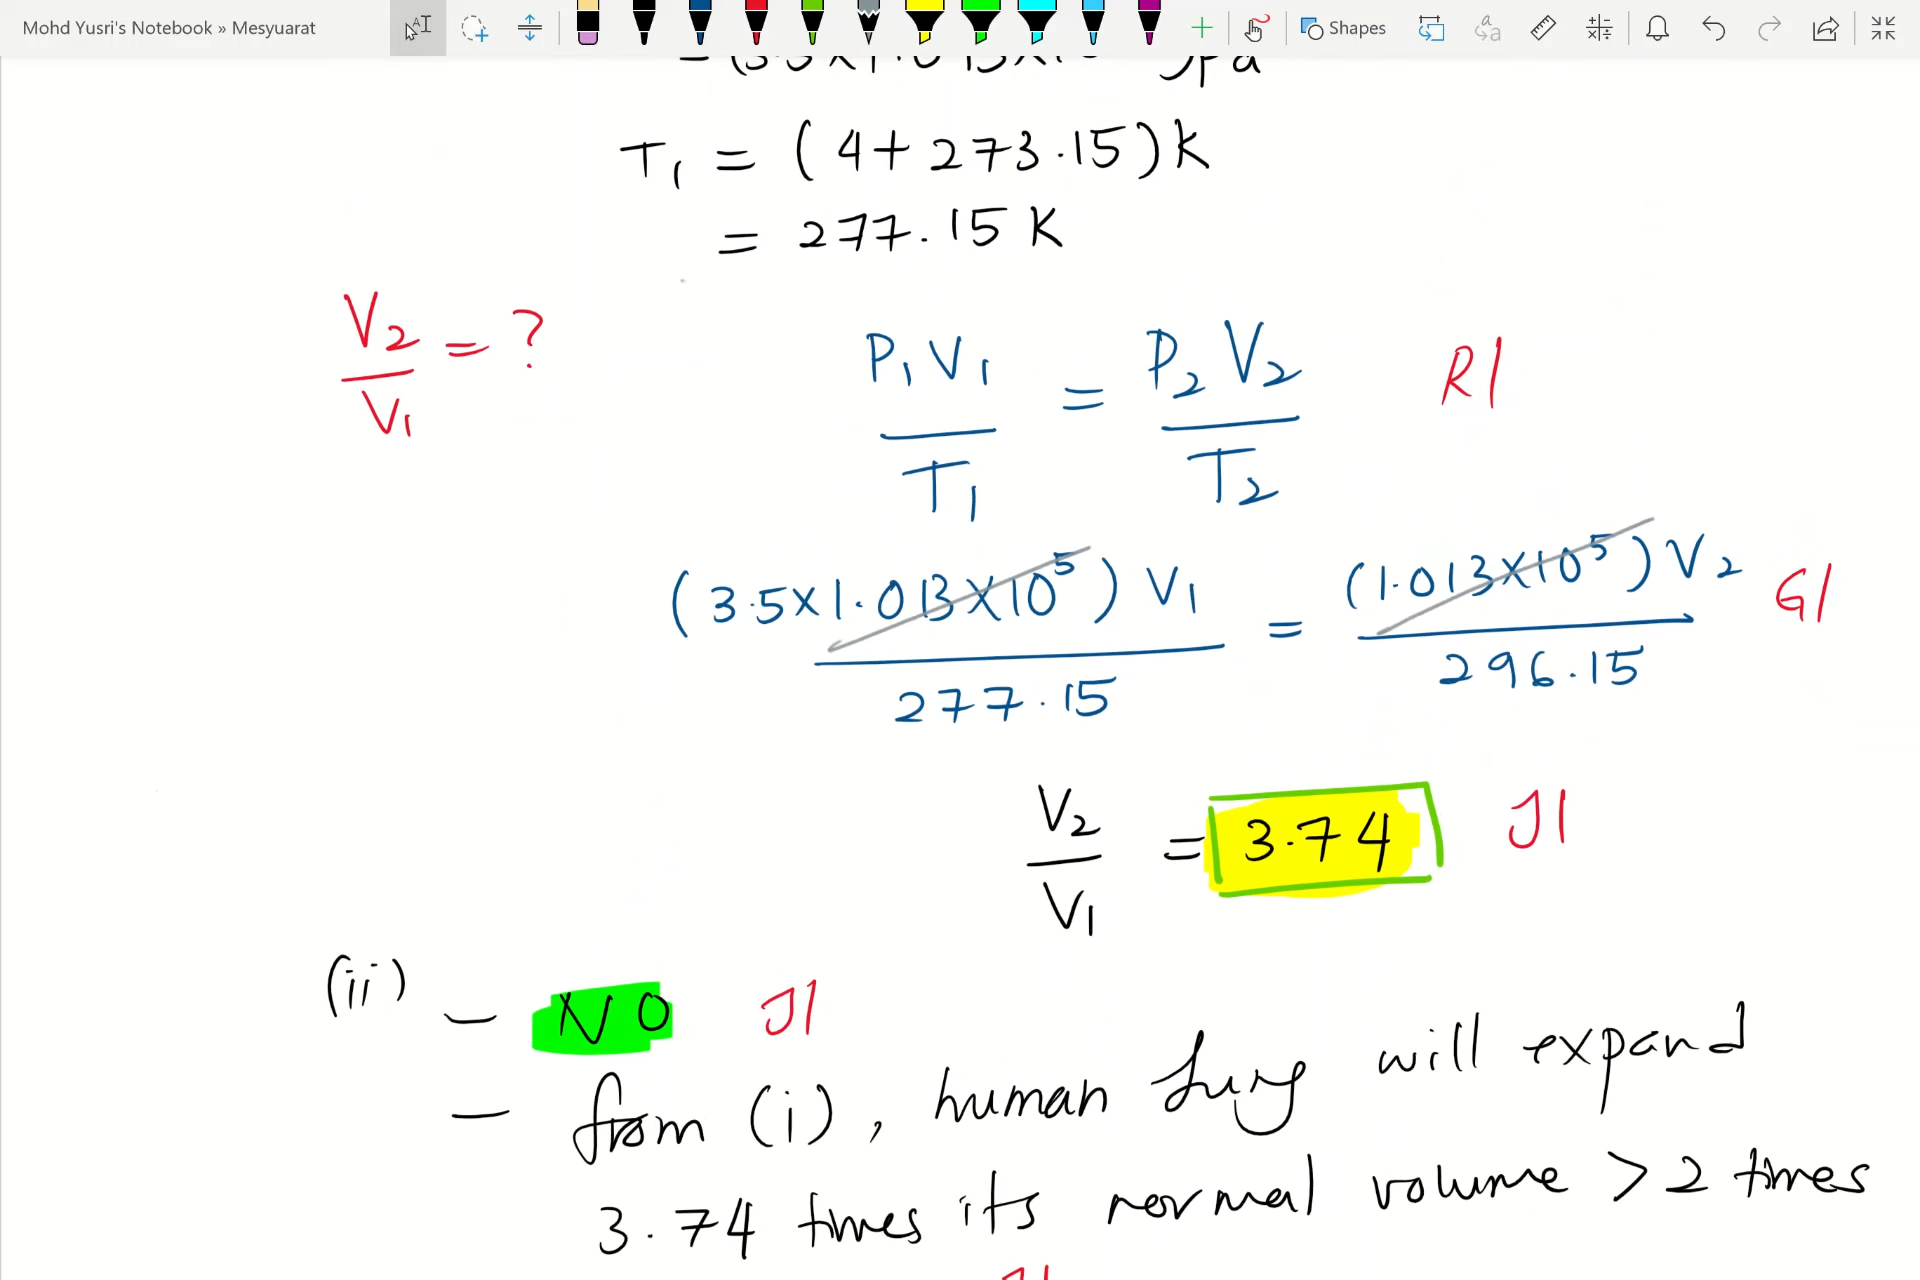 Mohd Yusri's Notebook » Mesyuarat
Shapes
T₁ = (4 + 273.15) K
= 277.15 K
V₂/V₁ = ?
P₁V₁/T₁ = P₂V₂/T₂ R1
(3.5×1.013×10⁵) V₁/277.15 = (1.013×10⁵) V₂/296.15 G1
V₂/V₁ = 3.74 J1
(ii) – NO J1
– from (i), human lung will expand
3.74 times its normal volume > 2 times